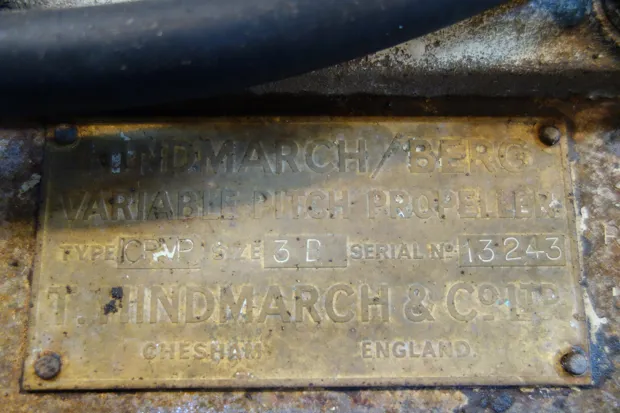 HINDMARCH/BERG
VARIABLE PITCH PROPELLER
TYPE CPVP SIZE 3 D SERIAL No 13243
T. HINDMARCH & Co LTD.
CHESHAM ENGLAND.